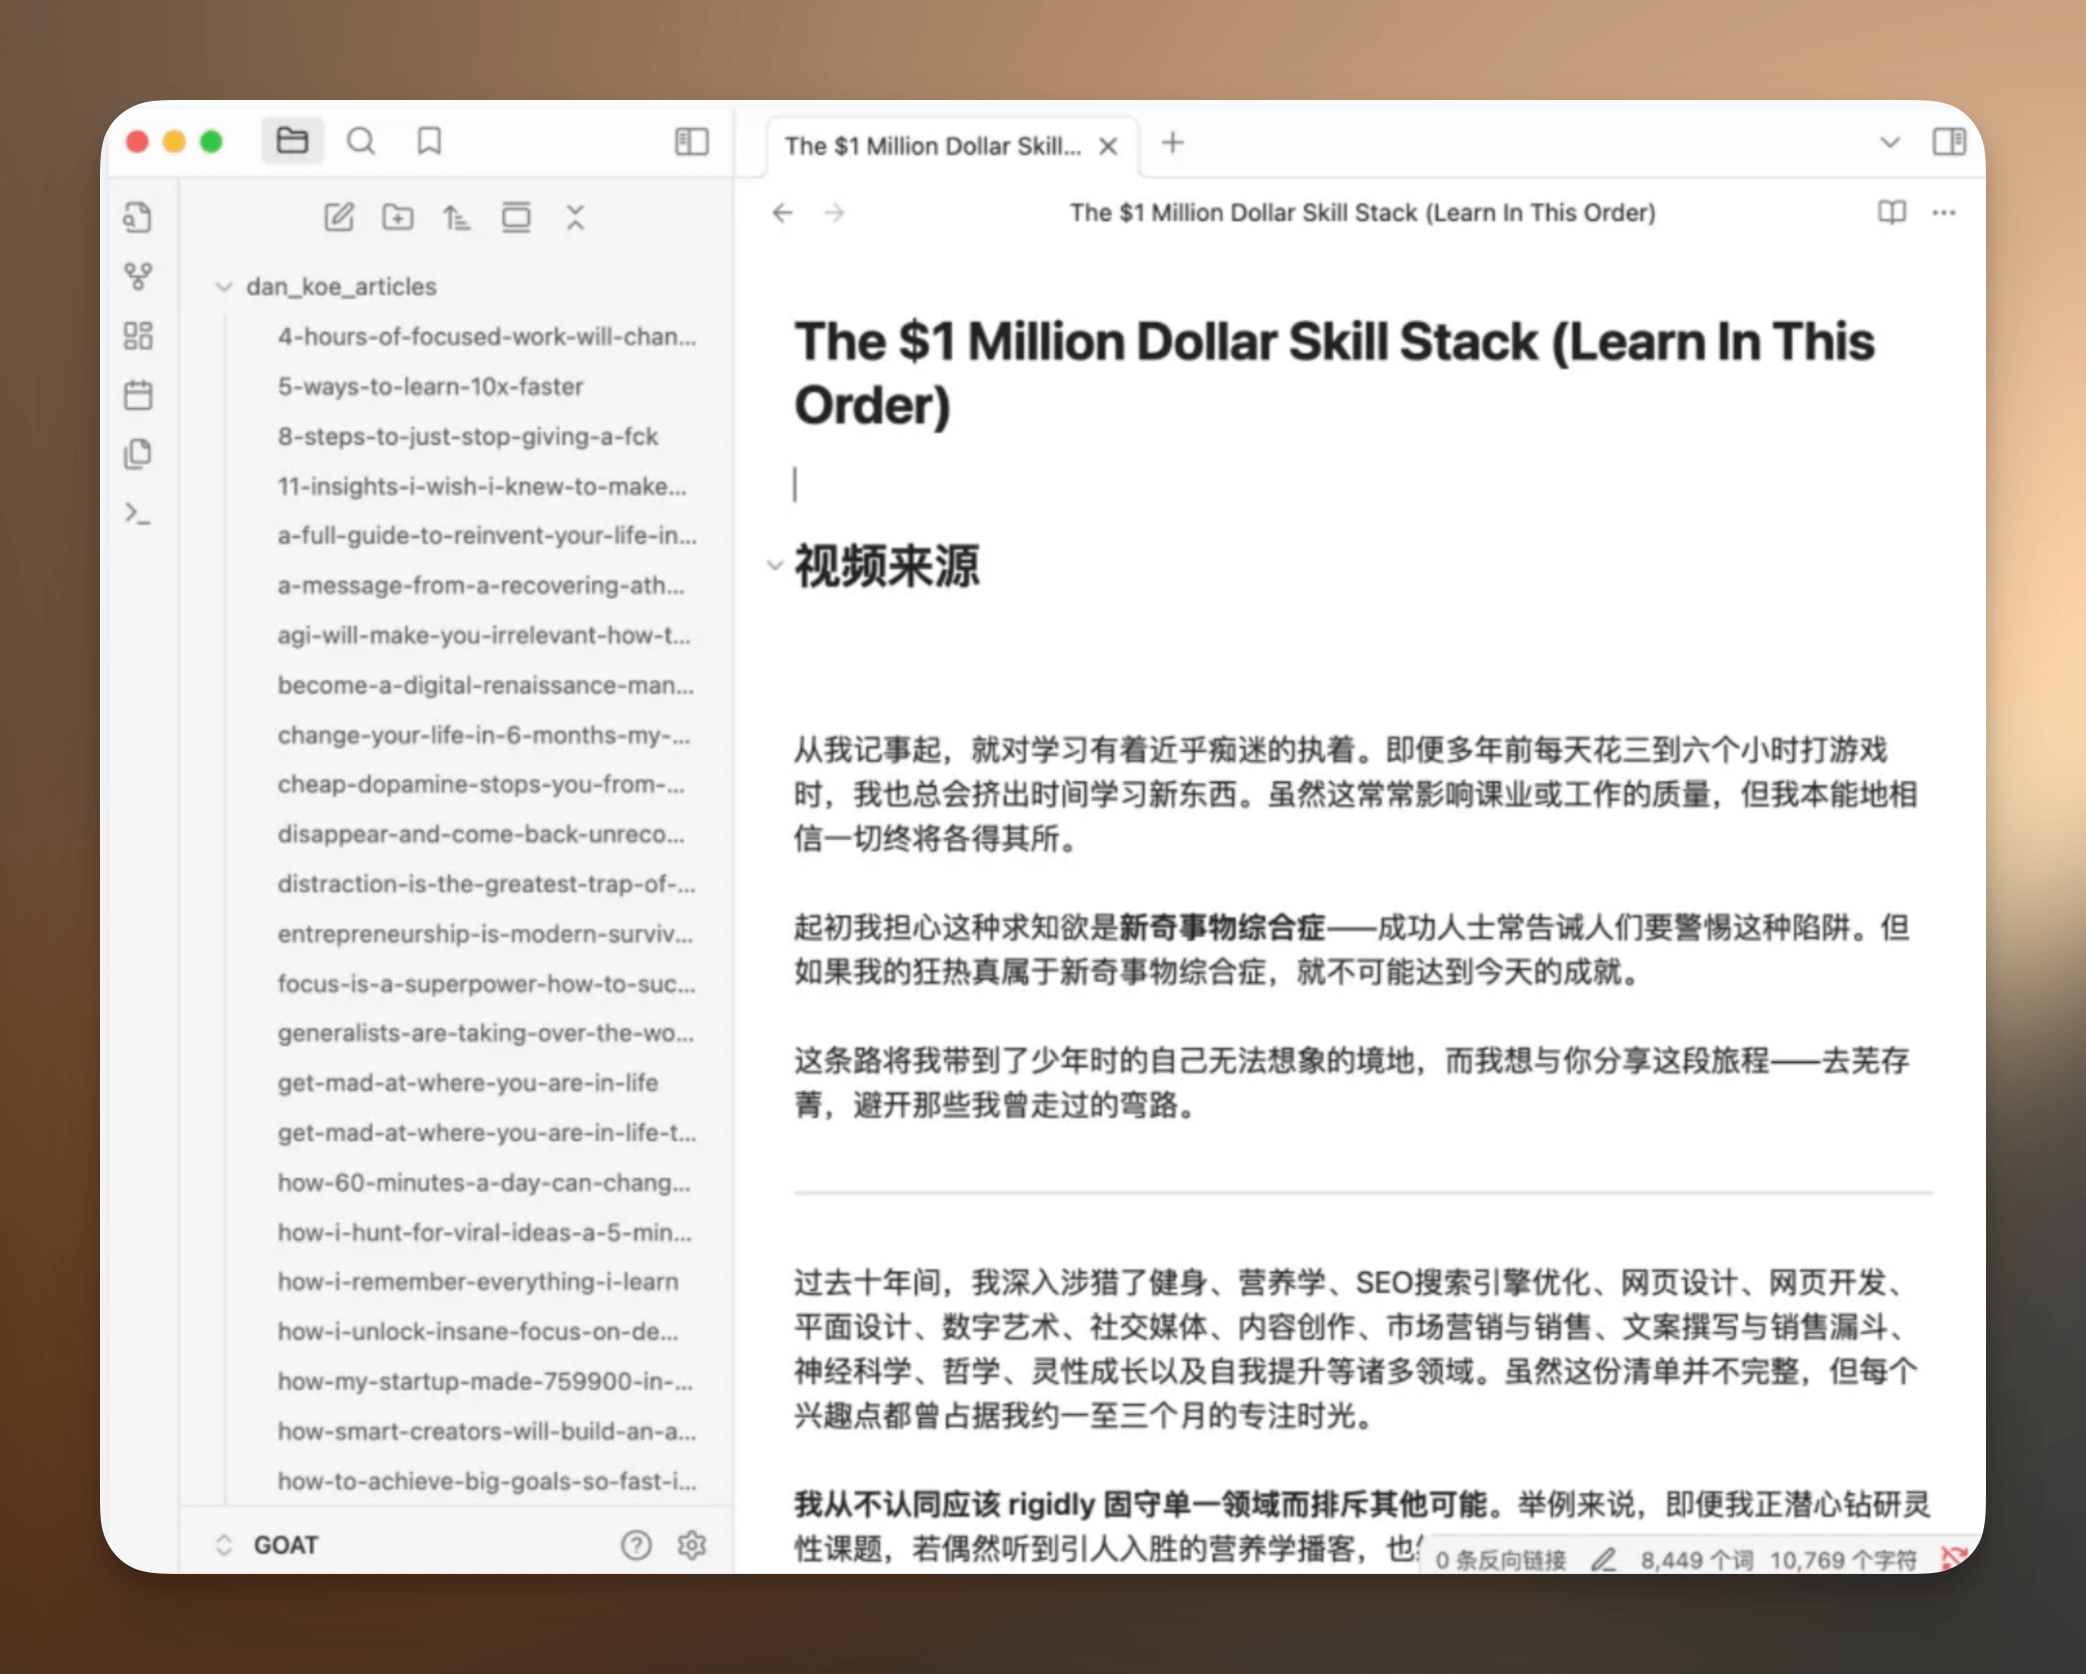 The $1 Million Dollar Skill...
dan_koe_articles
4-hours-of-focused-work-will-chan...
5-ways-to-learn-10x-faster
8-steps-to-just-stop-giving-a-fck
11-insights-i-wish-i-knew-to-make...
a-full-guide-to-reinvent-your-life-in...
a-message-from-a-recovering-ath...
agi-will-make-you-irrelevant-how-t...
become-a-digital-renaissance-man...
change-your-life-in-6-months-my-...
cheap-dopamine-stops-you-from-...
disappear-and-come-back-unreco...
distraction-is-the-greatest-trap-of-...
entrepreneurship-is-modern-surviv...
focus-is-a-superpower-how-to-suc...
generalists-are-taking-over-the-wo...
get-mad-at-where-you-are-in-life
get-mad-at-where-you-are-in-life-t...
how-60-minutes-a-day-can-chang...
how-i-hunt-for-viral-ideas-a-5-min...
how-i-remember-everything-i-learn
how-i-unlock-insane-focus-on-de...
how-my-startup-made-759900-in-...
how-smart-creators-will-build-an-a...
how-to-achieve-big-goals-so-fast-i...
GOAT
The $1 Million Dollar Skill Stack (Learn In This Order)
The $1 Million Dollar Skill Stack (Learn In This
Order)
视频来源
从我记事起，就对学习有着近乎痴迷的执着。即便多年前每天花三到六个小时打游戏
时，我也总会挤出时间学习新东西。虽然这常常影响课业或工作的质量，但我本能地相
信一切终将各得其所。
起初我担心这种求知欲是新奇事物综合症——成功人士常告诫人们要警惕这种陷阱。但
如果我的狂热真属于新奇事物综合症，就不可能达到今天的成就。
这条路将我带到了少年时的自己无法想象的境地，而我想与你分享这段旅程——去芜存
菁，避开那些我曾走过的弯路。
过去十年间，我深入涉猎了健身、营养学、SEO搜索引擎优化、网页设计、网页开发、
平面设计、数字艺术、社交媒体、内容创作、市场营销与销售、文案撰写与销售漏斗、
神经科学、哲学、灵性成长以及自我提升等诸多领域。虽然这份清单并不完整，但每个
兴趣点都曾占据我约一至三个月的专注时光。
我从不认同应该 rigidly 固守单一领域而排斥其他可能。举例来说，即便我正潜心钻研灵
性课题，若偶然听到引人入胜的营养学播客，也
0 条反向链接 8,449 个词 10,769 个字符